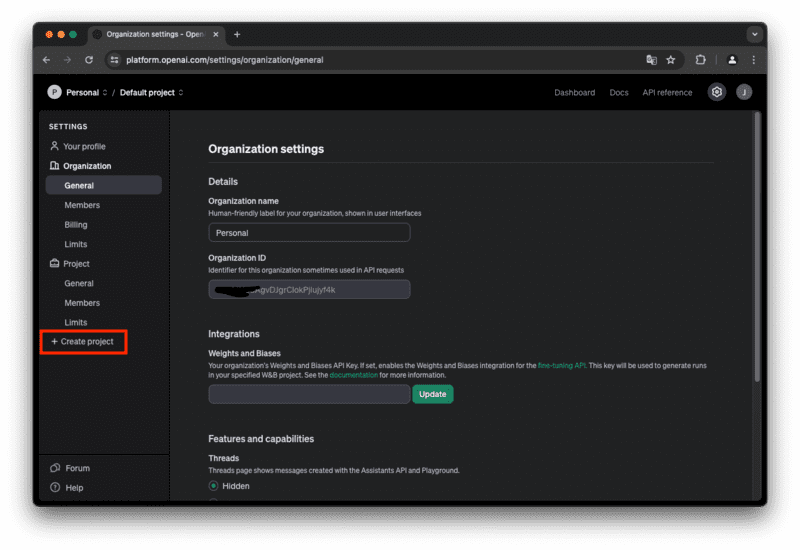 Organization settings - Open
platform.openai.com/settings/organization/general
P Personal / Default project
Dashboard Docs API reference J
SETTINGS
Your profile
Organization
General
Members
Billing
Limits
Project
General
Members
Limits
+ Create project
Forum
Help
Organization settings
Details
Organization name
Human-friendly label for your organization, shown in user interfaces
Personal
Organization ID
Identifier for this organization sometimes used in API requests
Integrations
Weights and Biases
Your organization's Weights and Biases API Key. If set, enables the Weights and Biases integration for the fine-tuning API. This key will be used to generate runs
in your specified W&B project. See the documentation for more information.
Update
Features and capabilities
Threads
Threads page shows messages created with the Assistants API and Playground.
Hidden